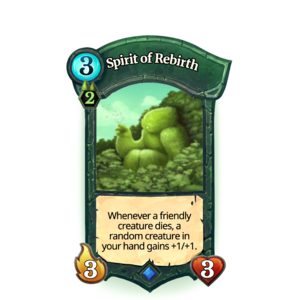 3
Spirit of Rebirth
2
Whenever a friendly
creature dies, a
random creature in
your hand gains +1/+1.
3
3